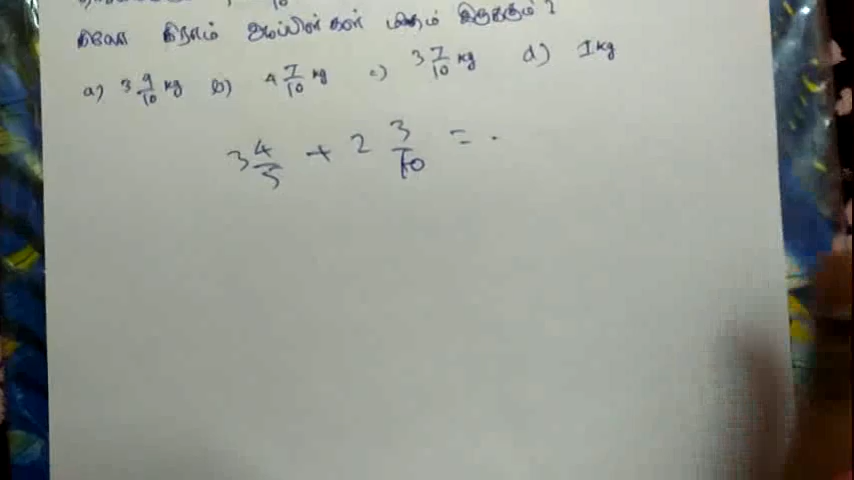 கிலோ கிராம் ஆப்பிள்கள் மீதம் இருக்கும்?
a) 3 9/10 kg b) 4 7/10 kg c) 3 7/10 kg d) 1 kg
3 4/5 + 2 3/10 = .